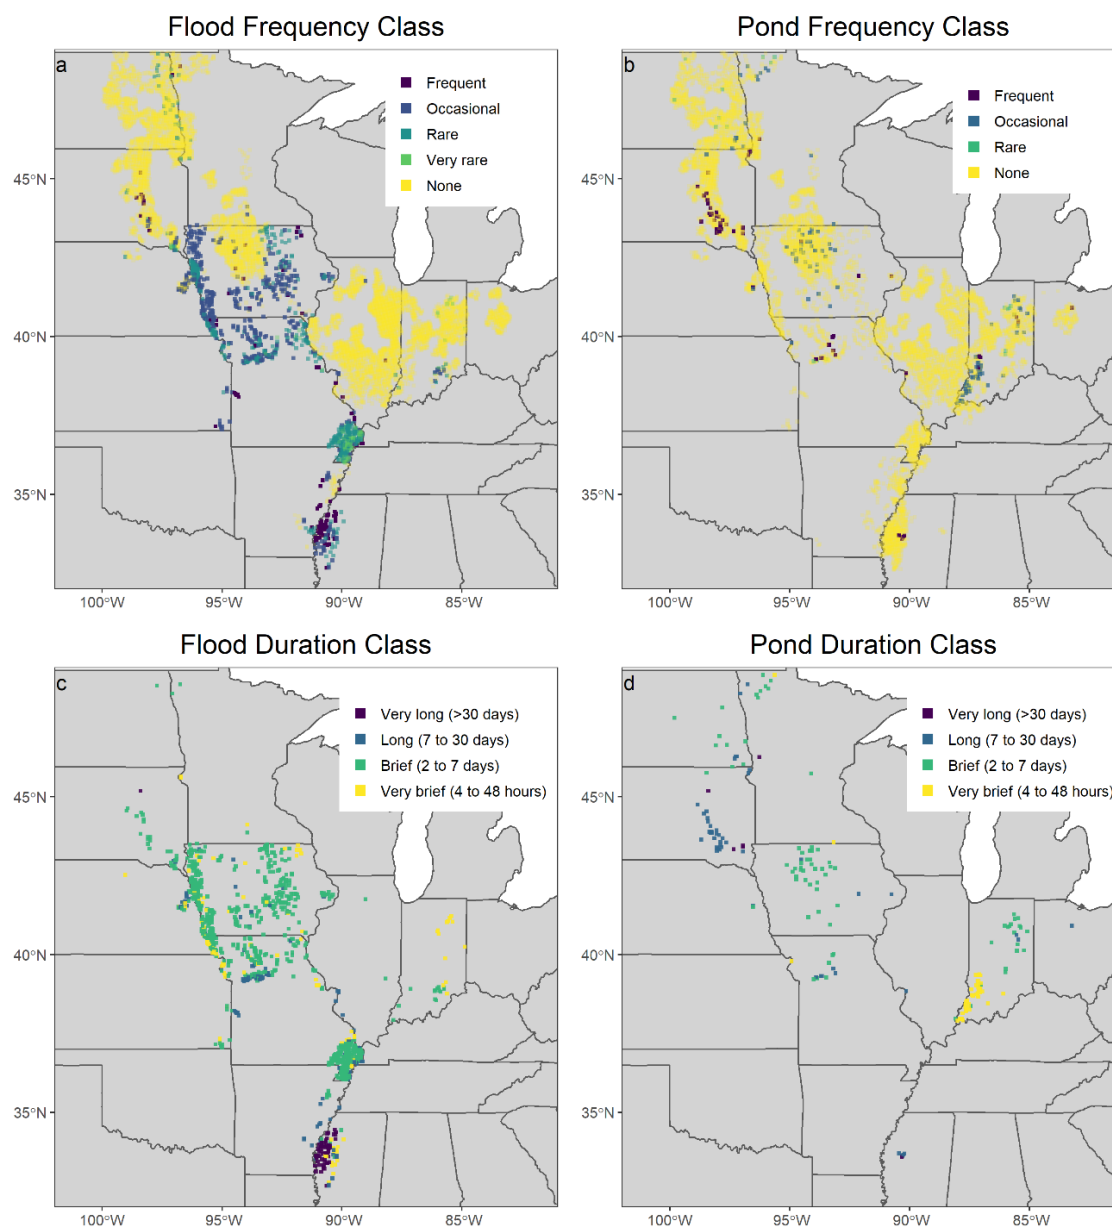 Flood Frequency Class
a
Frequent
Occasional
Rare
Very rare
None
45°N
40°N
35°N
100°W 95°W 90°W 85°W
Pond Frequency Class
b
Frequent
Occasional
Rare
None
45°N
40°N
35°N
100°W 95°W 90°W 85°W
Flood Duration Class
c
Very long (>30 days)
Long (7 to 30 days)
Brief (2 to 7 days)
Very brief (4 to 48 hours)
45°N
40°N
35°N
100°W 95°W 90°W 85°W
Pond Duration Class
d
Very long (>30 days)
Long (7 to 30 days)
Brief (2 to 7 days)
Very brief (4 to 48 hours)
45°N
40°N
35°N
100°W 95°W 90°W 85°W